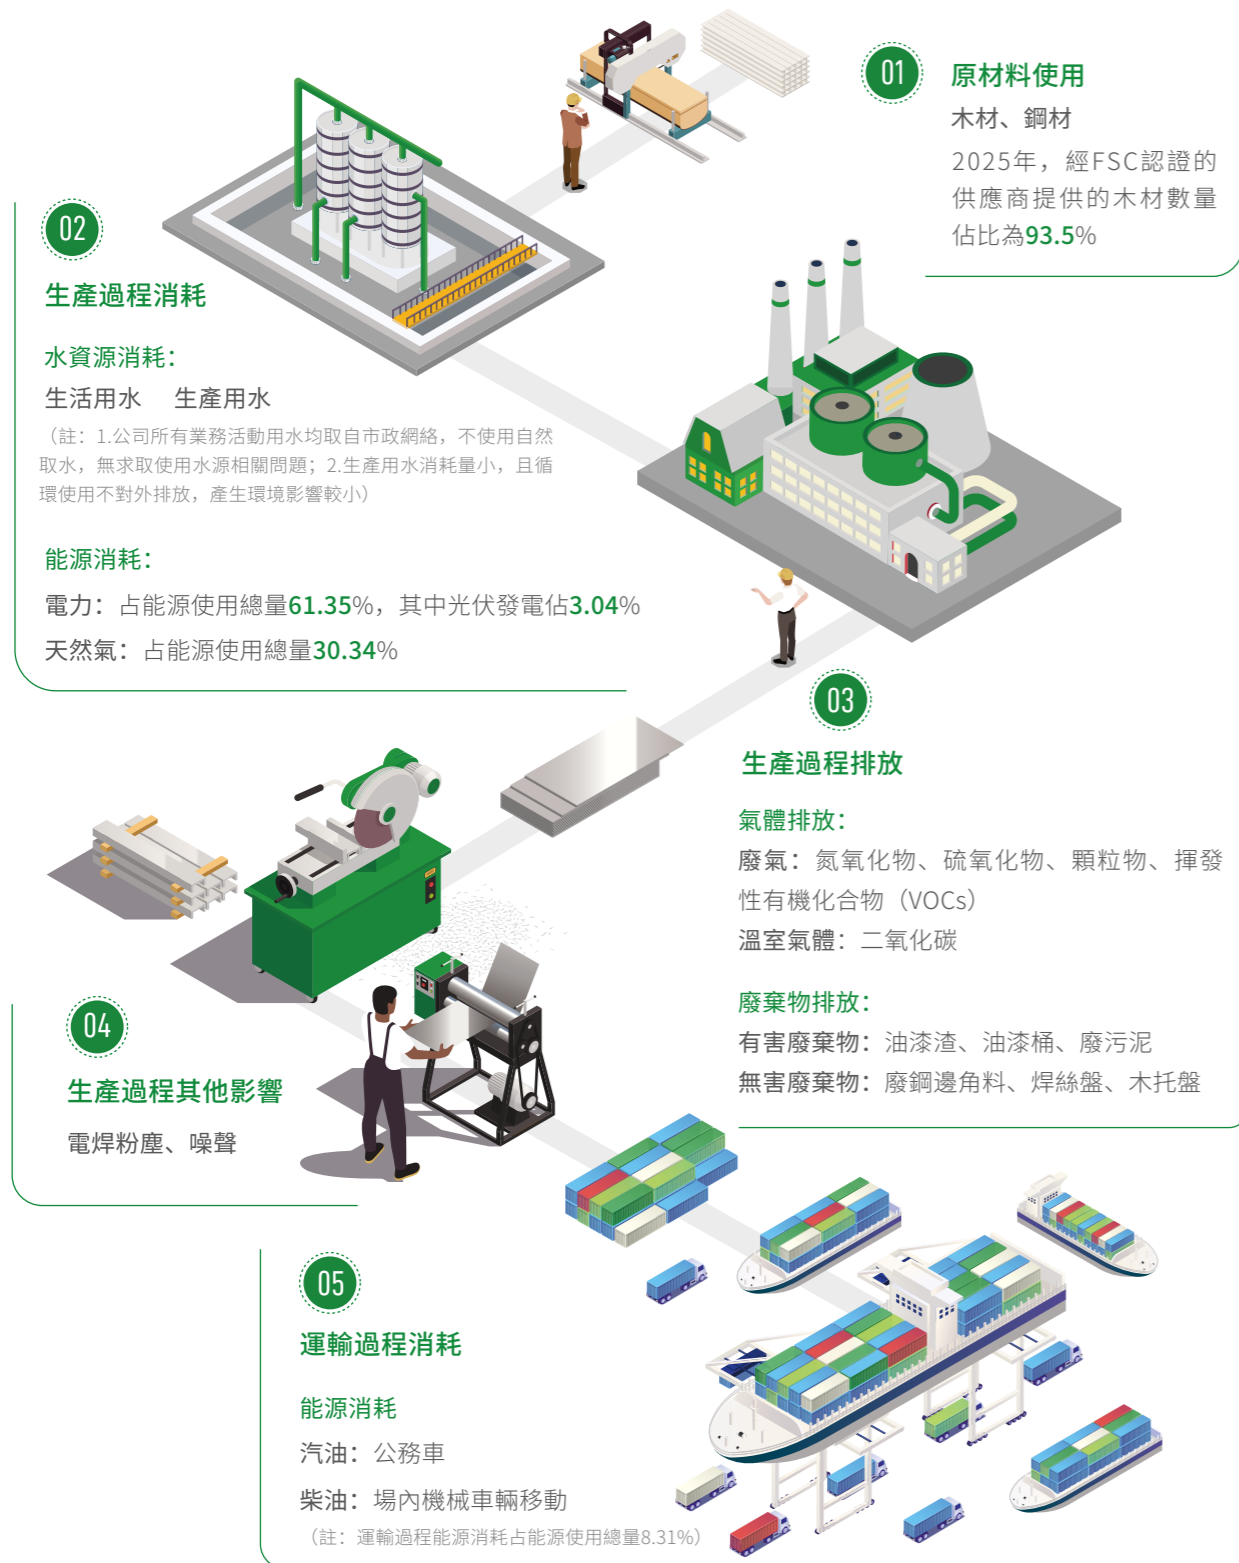 01
原材料使用
木材、鋼材
2025年，經FSC認證的
供應商提供的木材數量
佔比為93.5%
02
生產過程消耗
水資源消耗：
生活用水 生產用水
（註：1.公司所有業務活動用水均取自市政網絡，不使用自然
取水，無求取使用水源相關問題；2.生產用水消耗量小，且循
環使用不對外排放，產生環境影響較小）
能源消耗：
電力：占能源使用總量61.35%，其中光伏發電佔3.04%
天然氣：占能源使用總量30.34%
03
生產過程排放
氣體排放：
廢氣：氮氧化物、硫氧化物、顆粒物、揮發
性有機化合物（VOCs）
溫室氣體：二氧化碳
廢棄物排放：
有害廢棄物：油漆渣、油漆桶、廢污泥
無害廢棄物：廢鋼邊角料、焊絲盤、木托盤
04
生產過程其他影響
電焊粉塵、噪聲
05
運輸過程消耗
能源消耗
汽油：公務車
柴油：場內機械車輛移動
（註：運輸過程能源消耗占能源使用總量8.31%）